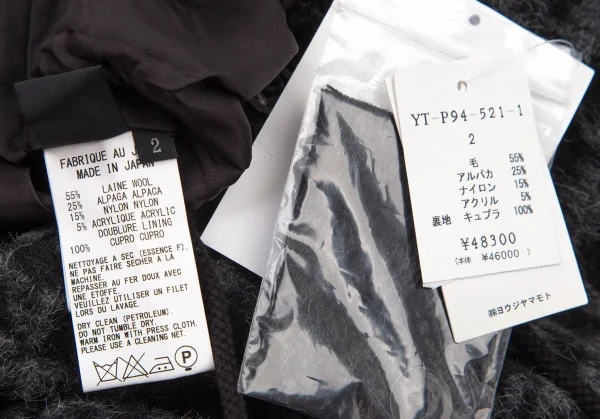 2
FABRIQUE AU
MADE IN JAPAN
55% LAINE WOOL
25% ALPAGA ALPACA
15% NYLON NYLON
5% ACRYLIQUE ACRYLIC
DOUBLURE LINING
100% CUPRO CUPRO
NETTOYAGE A SEC (ESSENCE F).
NE PAS FAIRE SECHER A LA
MACHINE.
REPASSER AU FER DOUX AVEC
UNE ETOFFE.
VEUILLEZ UTILISER UN FILET
LORS DU LAVAGE.
DRY CLEAN (PETROLEUM).
DO NOT TUMBLE DRY.
WARM IRON WITH PRESS CLOTH.
PLEASE USE A CLEANING NET.
P
YT-P94-521-1
2
毛 55%
アルパカ 25%
ナイロン 15%
アクリル 5%
裏地 キュプラ 100%
¥48300
(本体 ¥46000)
㈱ヨウジヤマモト